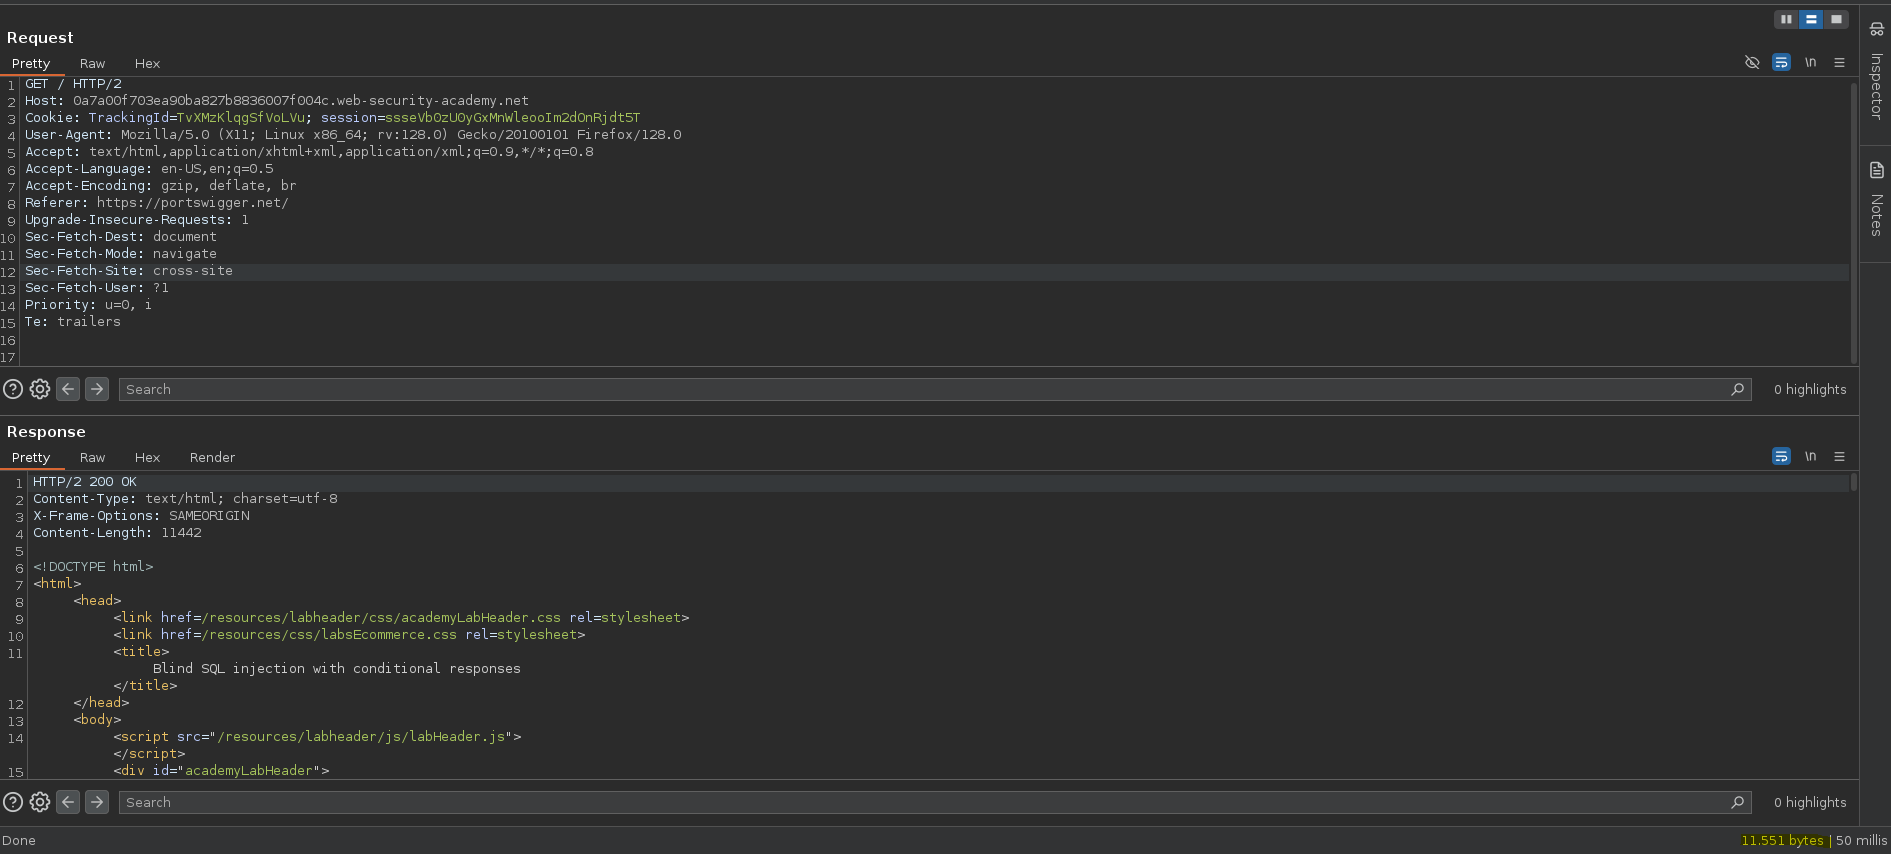 Request
Pretty Raw Hex
\n
1 GET / HTTP/2
2 Host: 0a7a00f703ea90ba827b8836007f004c.web-security-academy.net
3 Cookie: TrackingId=TvXMzKlqgSfVoLVu; session=ssseVb0zU0yGxMnWleooIm2dOnRjdt5T
4 User-Agent: Mozilla/5.0 (X11; Linux x86_64; rv:128.0) Gecko/20100101 Firefox/128.0
5 Accept: text/html,application/xhtml+xml,application/xml;q=0.9,*/*;q=0.8
6 Accept-Language: en-US,en;q=0.5
7 Accept-Encoding: gzip, deflate, br
8 Referer: https://portswigger.net/
9 Upgrade-Insecure-Requests: 1
10 Sec-Fetch-Dest: document
11 Sec-Fetch-Mode: navigate
12 Sec-Fetch-Site: cross-site
13 Sec-Fetch-User: ?1
14 Priority: u=0, i
15 Te: trailers
16
17
Search
0 highlights
Response
Pretty Raw Hex Render
\n
1 HTTP/2 200 OK
2 Content-Type: text/html; charset=utf-8
3 X-Frame-Options: SAMEORIGIN
4 Content-Length: 11442
5
6 <!DOCTYPE html>
7 <html>
8 <head>
9 <link href=/resources/labheader/css/academyLabHeader.css rel=stylesheet>
10 <link href=/resources/css/labsEcommerce.css rel=stylesheet>
11 <title>
Blind SQL injection with conditional responses
</title>
12 </head>
13 <body>
14 <script src="/resources/labheader/js/labHeader.js">
</script>
15 <div id="academyLabHeader">
Search
0 highlights
Done
11.551 bytes | 50 millis
Inspector
Notes